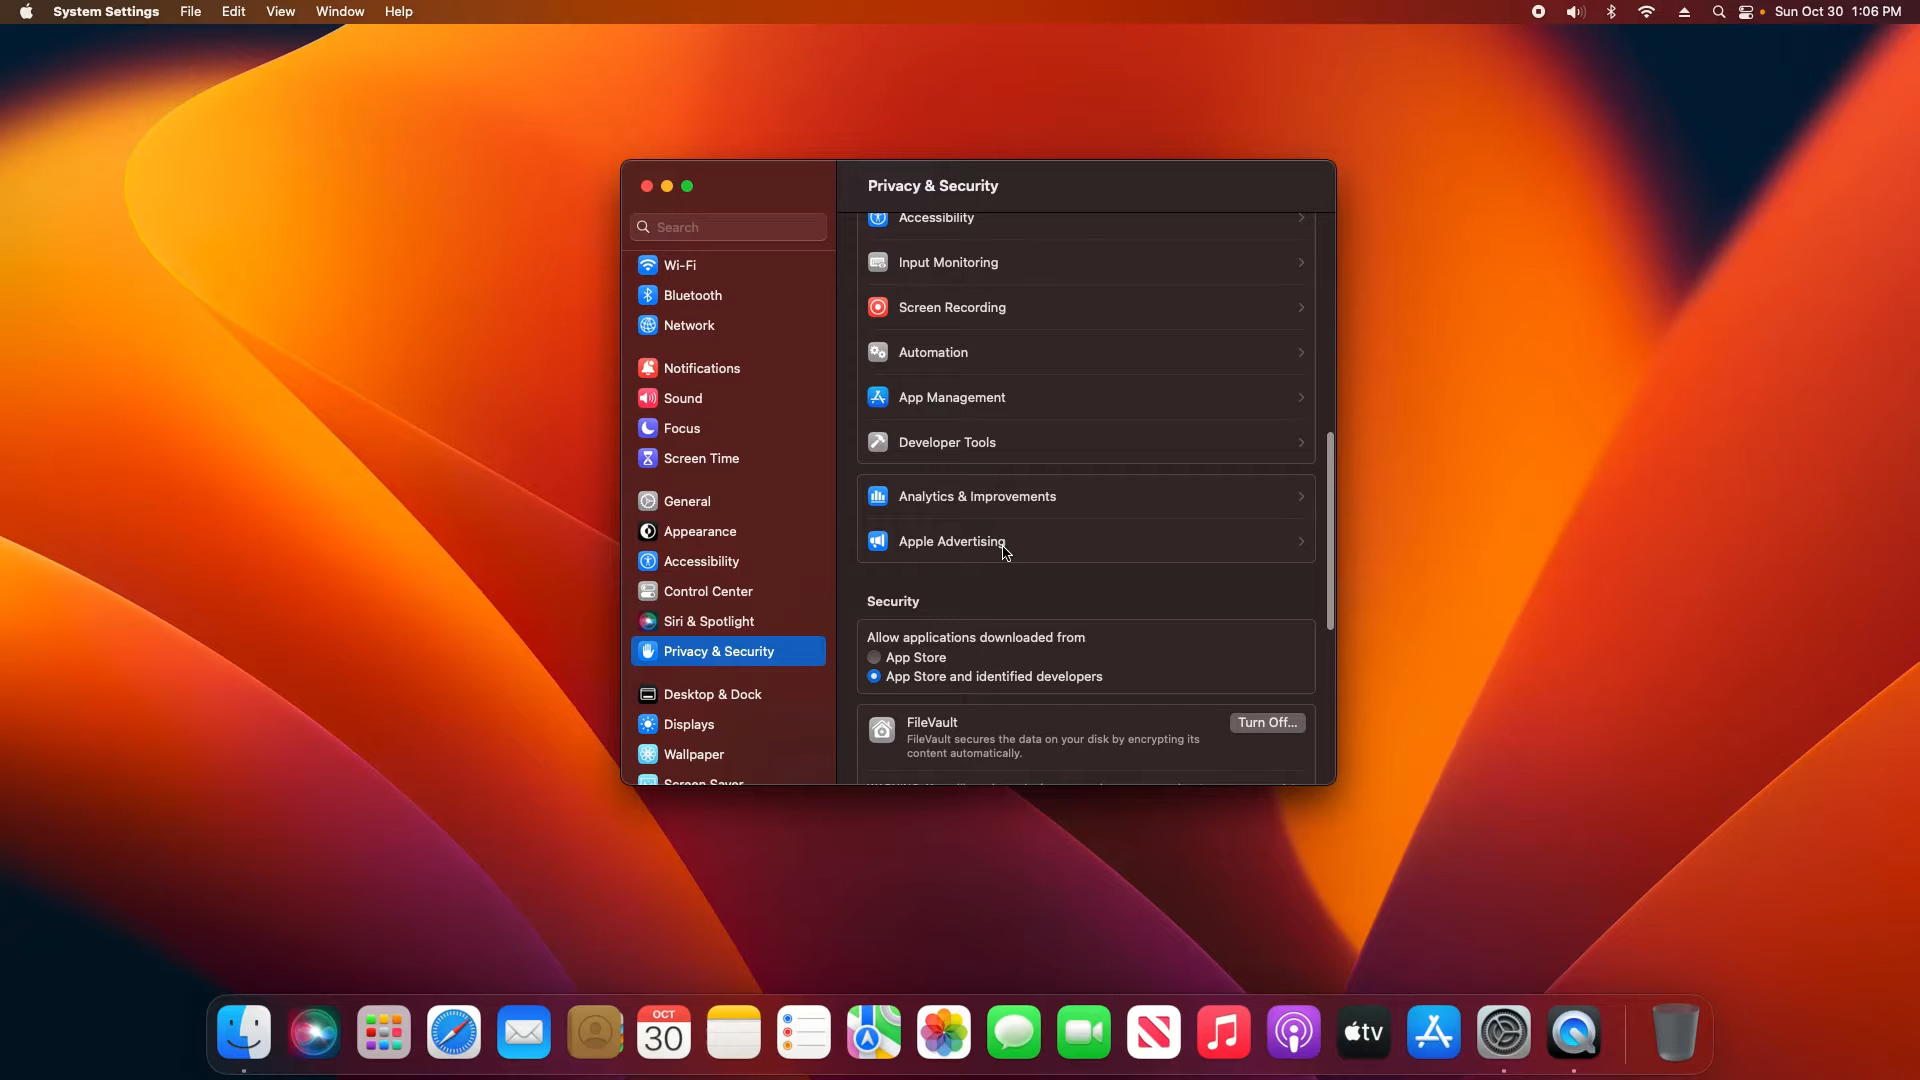 System Settings File Edit View Window Help Sun Oct 30 1:06 PM
Privacy & Security
Search
Wi-Fi
Bluetooth
Network
Notifications
Sound
Focus
Screen Time
General
Appearance
Accessibility
Control Center
Siri & Spotlight
Privacy & Security
Desktop & Dock
Displays
Wallpaper
Screen Saver
Accessibility
Input Monitoring
Screen Recording
Automation
App Management
Developer Tools
Analytics & Improvements
Apple Advertising
Security
Allow applications downloaded from
App Store
App Store and identified developers
FileVault
Turn Off...
FileVault secures the data on your disk by encrypting its
content automatically.
OCT
30
tv